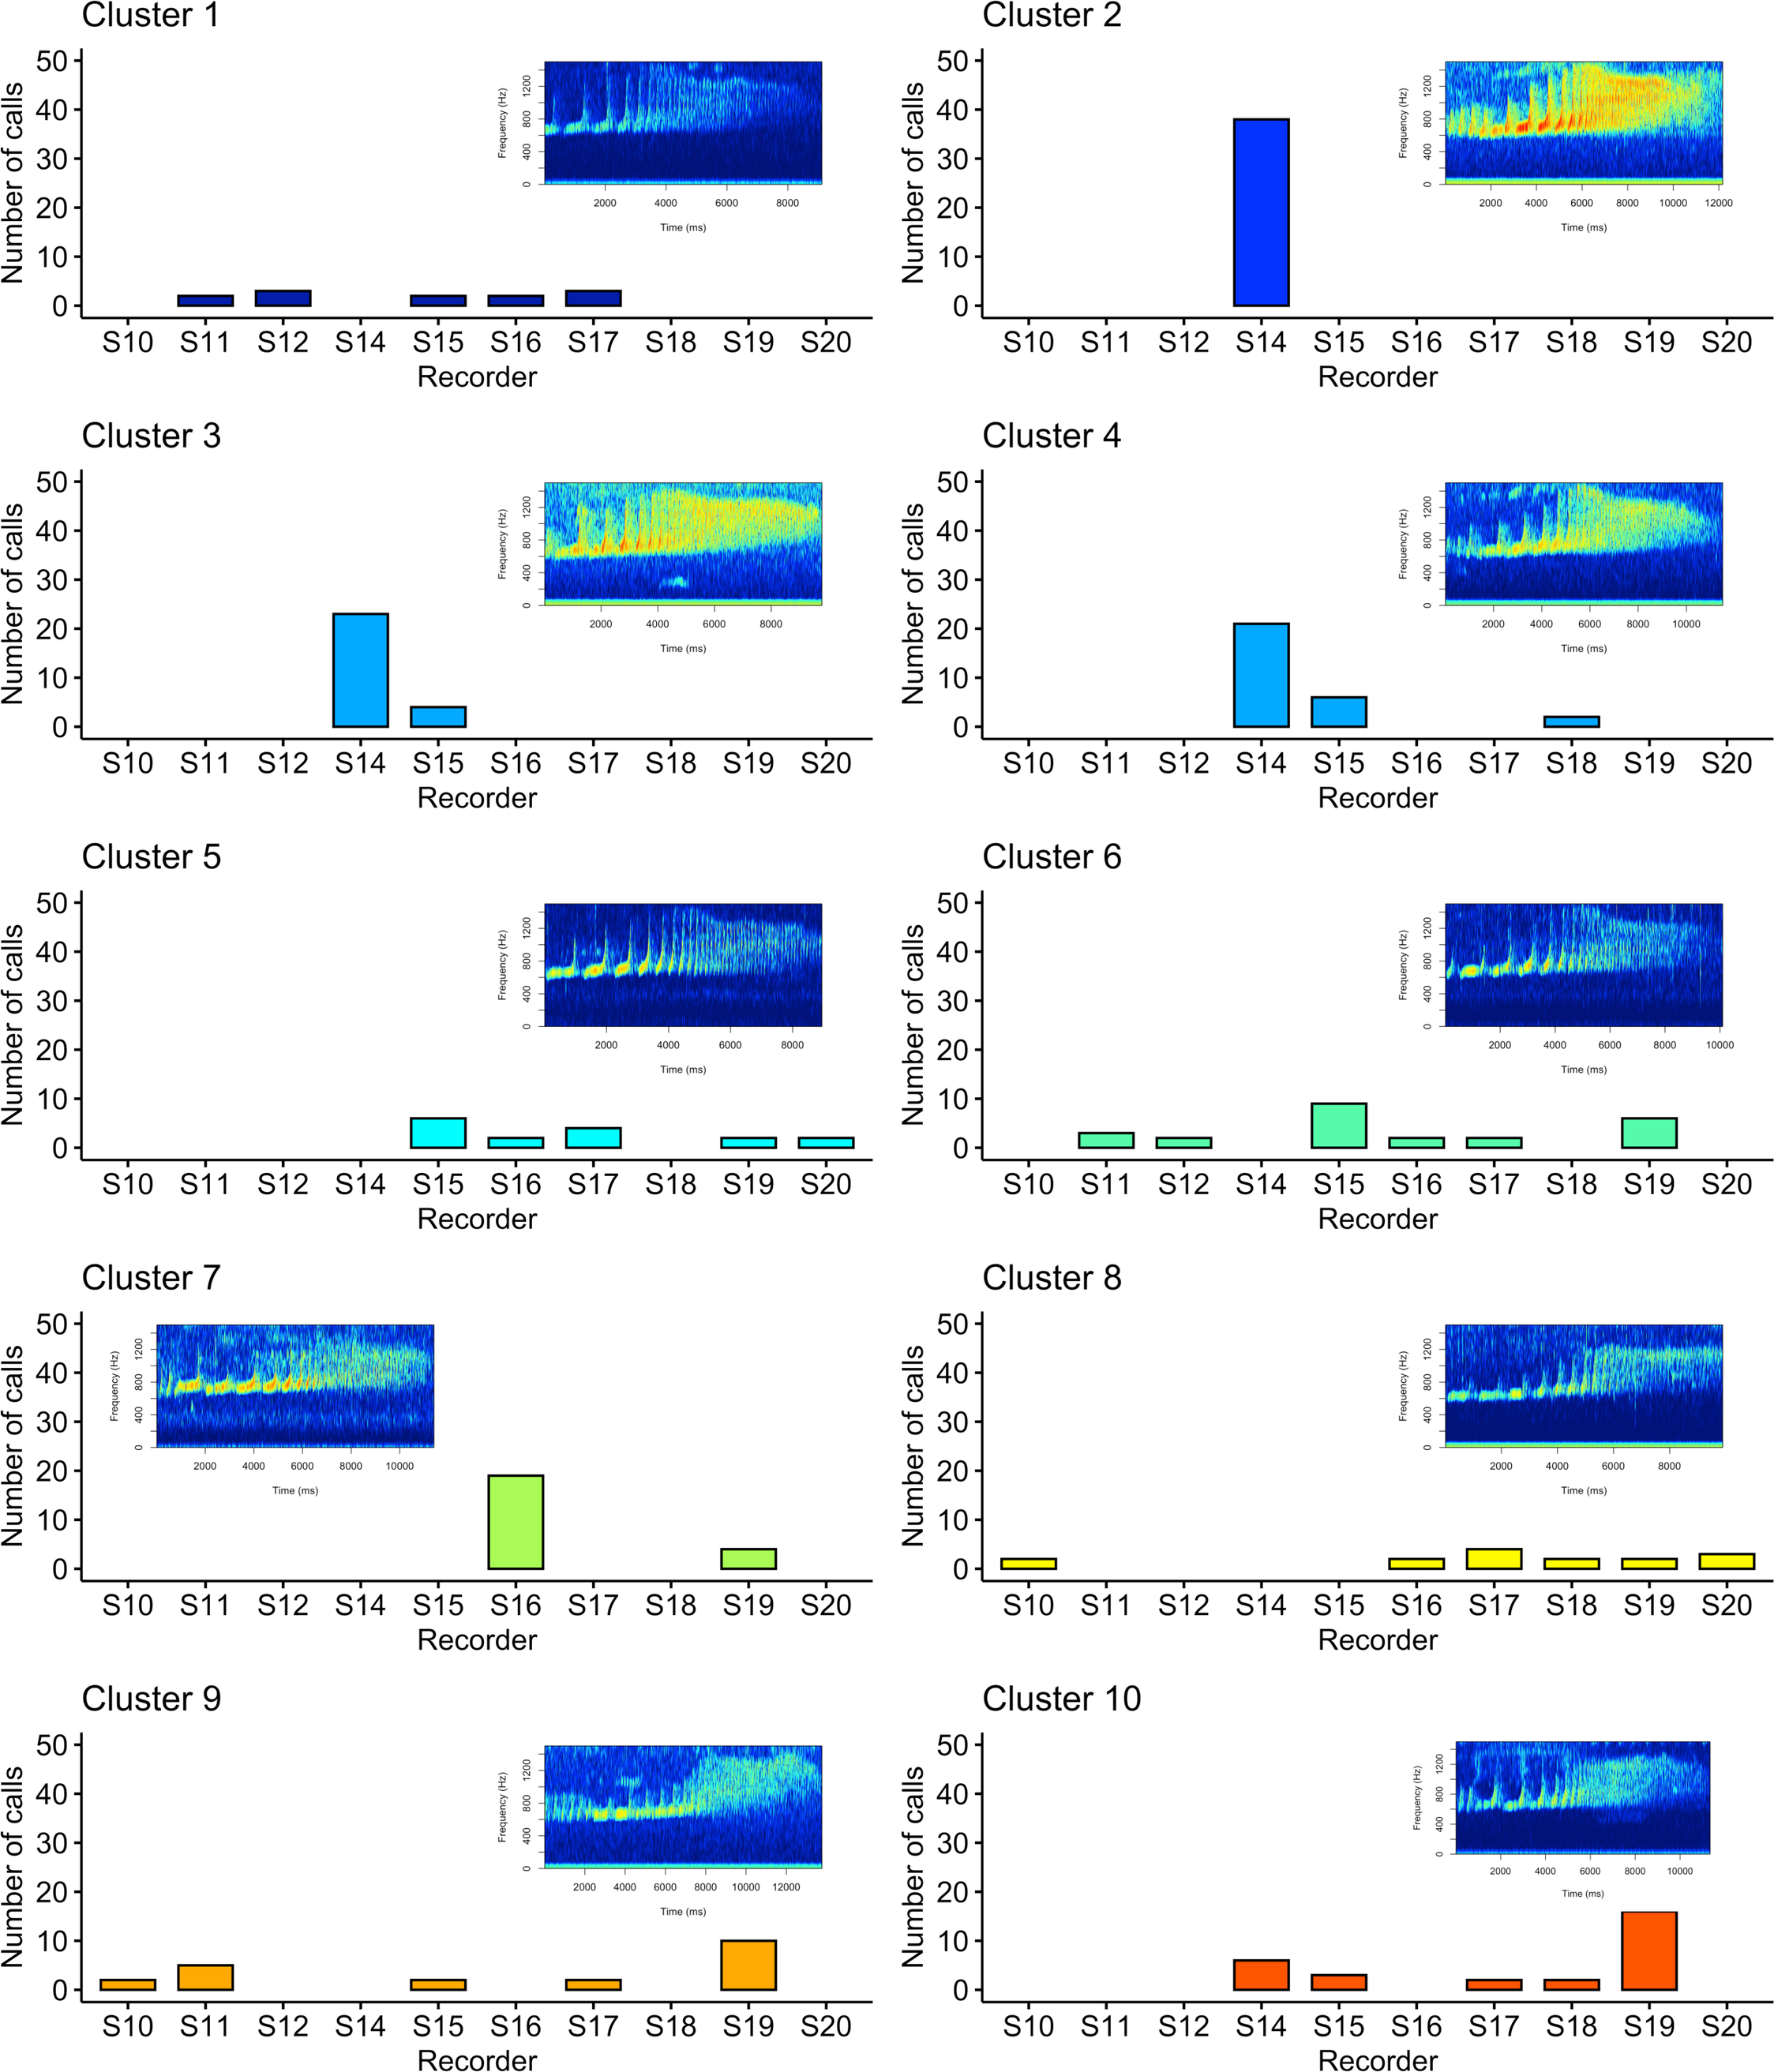 Cluster 1
Number of calls
50
40
30
20
10
0
Frequency (Hz)
1200
800
400
0
2000 4000 6000 8000
Time (ms)
S10 S11 S12 S14 S15 S16 S17 S18 S19 S20
Recorder
Cluster 2
Number of calls
50
40
30
20
10
0
Frequency (Hz)
1200
800
400
0
2000 4000 6000 8000 10000 12000
Time (ms)
S10 S11 S12 S14 S15 S16 S17 S18 S19 S20
Recorder
Cluster 3
Number of calls
50
40
30
20
10
0
Frequency (Hz)
1200
800
400
0
2000 4000 6000 8000
Time (ms)
S10 S11 S12 S14 S15 S16 S17 S18 S19 S20
Recorder
Cluster 4
Number of calls
50
40
30
20
10
0
Frequency (Hz)
1200
800
400
0
2000 4000 6000 8000 10000
Time (ms)
S10 S11 S12 S14 S15 S16 S17 S18 S19 S20
Recorder
Cluster 5
Number of calls
50
40
30
20
10
0
Frequency (Hz)
1200
800
400
0
2000 4000 6000 8000
Time (ms)
S10 S11 S12 S14 S15 S16 S17 S18 S19 S20
Recorder
Cluster 6
Number of calls
50
40
30
20
10
0
Frequency (Hz)
1200
800
400
0
2000 4000 6000 8000 10000
Time (ms)
S10 S11 S12 S14 S15 S16 S17 S18 S19 S20
Recorder
Cluster 7
Number of calls
50
40
30
20
10
0
Frequency (Hz)
1200
800
400
0
2000 4000 6000 8000 10000
Time (ms)
S10 S11 S12 S14 S15 S16 S17 S18 S19 S20
Recorder
Cluster 8
Number of calls
50
40
30
20
10
0
Frequency (Hz)
1200
800
400
0
2000 4000 6000 8000
Time (ms)
S10 S11 S12 S14 S15 S16 S17 S18 S19 S20
Recorder
Cluster 9
Number of calls
50
40
30
20
10
0
Frequency (Hz)
1200
800
400
0
2000 4000 6000 8000 10000 12000
Time (ms)
S10 S11 S12 S14 S15 S16 S17 S18 S19 S20
Recorder
Cluster 10
Number of calls
50
40
30
20
10
0
Frequency (Hz)
1200
800
400
0
2000 4000 6000 8000 10000
Time (ms)
S10 S11 S12 S14 S15 S16 S17 S18 S19 S20
Recorder